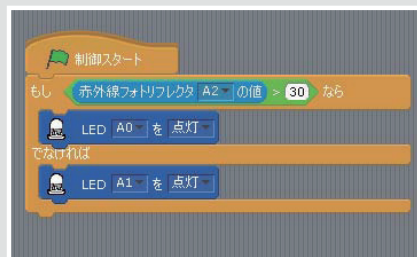 制御スタート
もし 赤外線フォトリフレクタ A2 の値 > 30 なら
LED A0 を 点灯
でなければ
LED A1 を 点灯